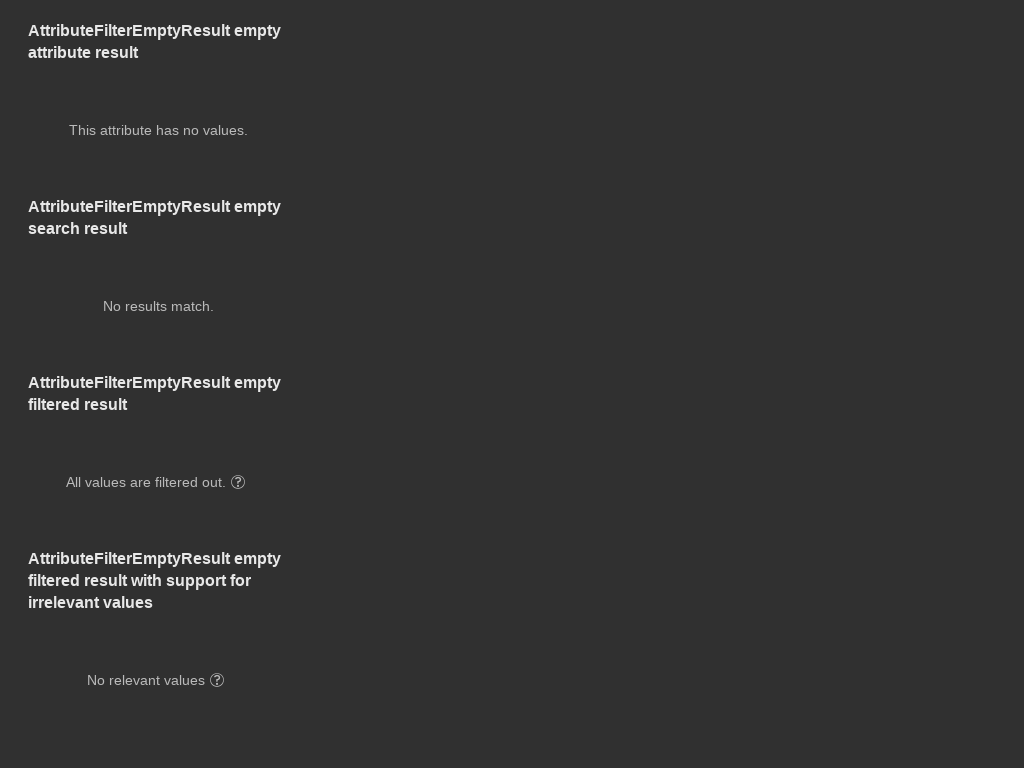 AttributeFilterEmptyResult empty
attribute result
This attribute has no values.
AttributeFilterEmptyResult empty
search result
No results match.
AttributeFilterEmptyResult empty
filtered result
All values are filtered out. ?
AttributeFilterEmptyResult empty
filtered result with support for
irrelevant values
No relevant values ?